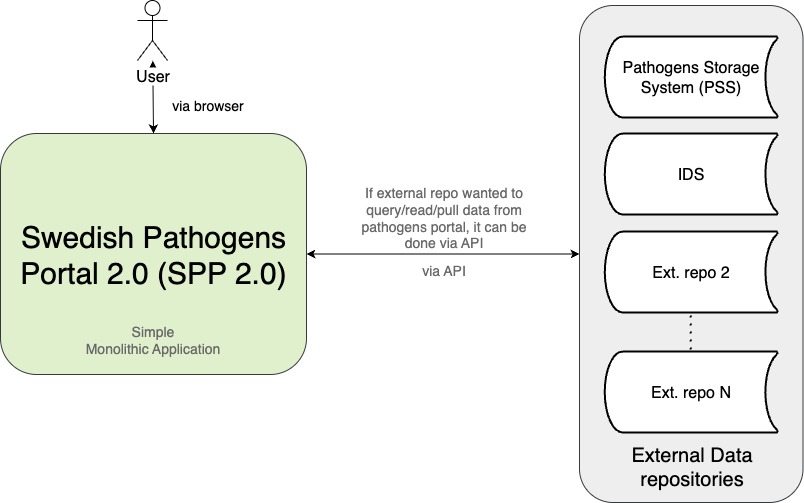 User
via browser
Swedish Pathogens
Portal 2.0 (SPP 2.0)
Simple
Monolithic Application
If external repo wanted to
query/read/pull data from
pathogens portal, it can be
done via API
via API
Pathogens Storage
System (PSS)
IDS
Ext. repo 2
Ext. repo N
External Data
repositories